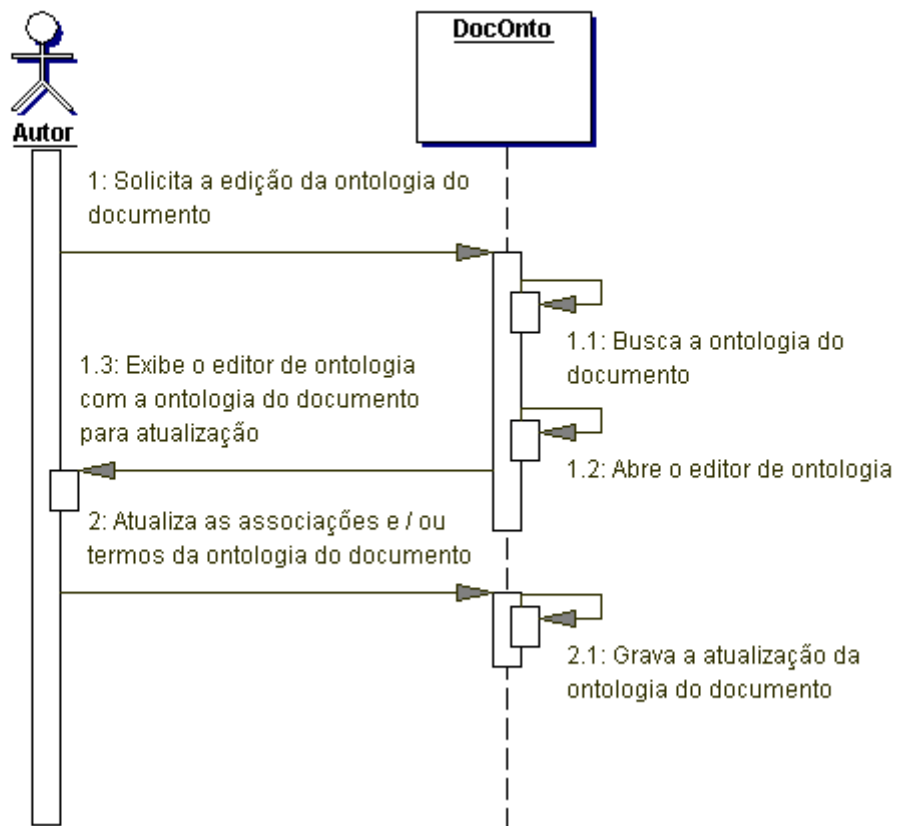 DocOnto
Autor
1: Solicita a edição da ontologia do
documento
1.1: Busca a ontologia do
documento
1.3: Exibe o editor de ontologia
com a ontologia do documento
para atualização
1.2: Abre o editor de ontologia
2: Atualiza as associações e / ou
termos da ontologia do documento
2.1: Grava a atualização da
ontologia do documento